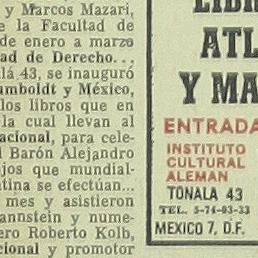 y Marcos Mazari,
e la Facultad de
de enero a marzo
ad de Derecho...
lá 43, se inauguró
umboldt y México,
los libros que en
la cual llevan al
acional, para cele-
l Barón Alejandro
jos que mundial-
tina se efectúan...
mes y asistieron
annstein y nume-
ero Roberto Kolb,
cional y promotor
ATL
Y MA
ENTRADA
INSTITUTO
CULTURAL
ALEMAN
TONALA 43
TEL. 5-74-03-33
MEXICO 7, D.F.